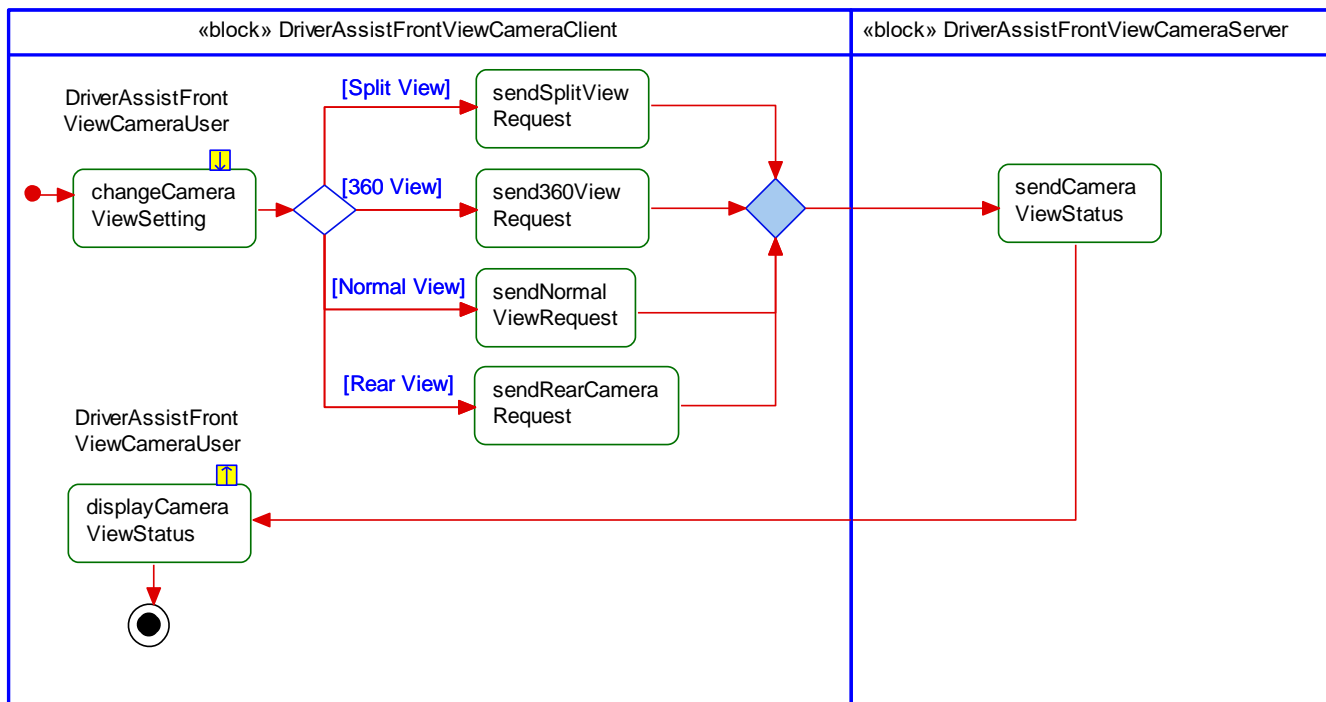 «block» DriverAssistFrontViewCameraClient
«block» DriverAssistFrontViewCameraServer
DriverAssistFront
ViewCameraUser
changeCamera
ViewSetting
[Split View]
sendSplitView
Request
[360 View]
send360View
Request
[Normal View]
sendNormal
ViewRequest
[Rear View]
sendRearCamera
Request
sendCamera
ViewStatus
DriverAssistFront
ViewCameraUser
displayCamera
ViewStatus